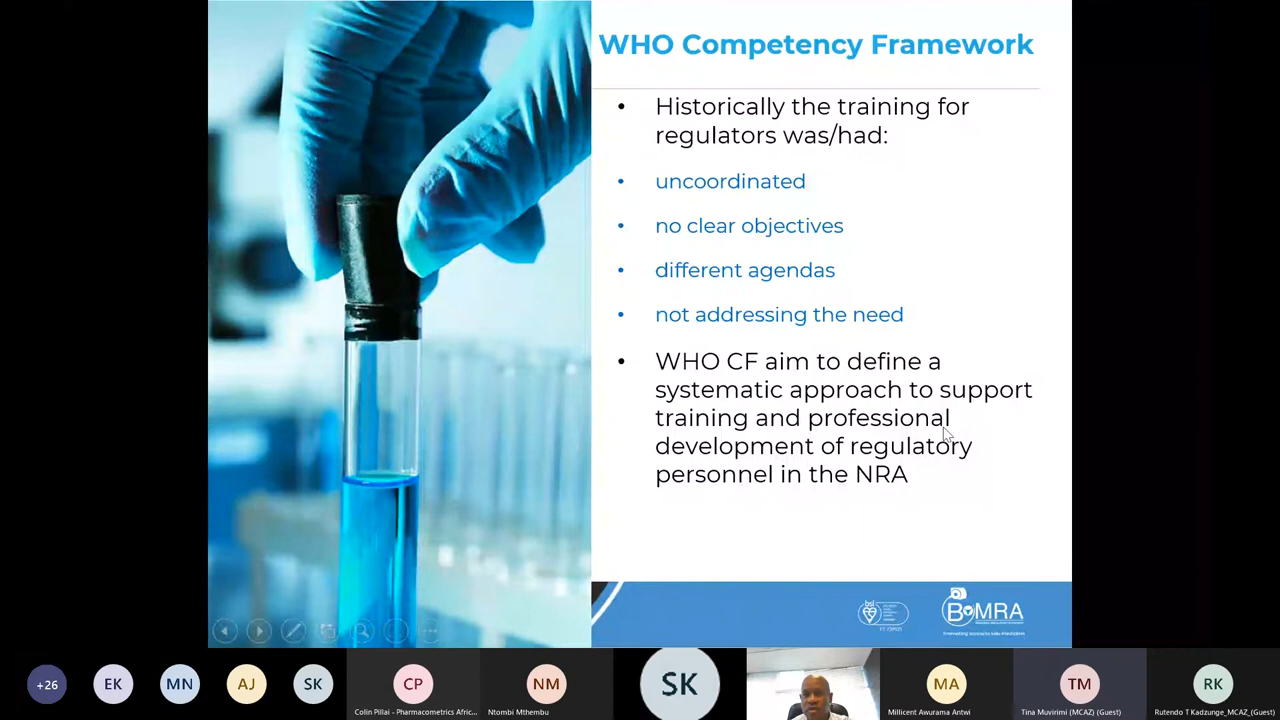 WHO Competency Framework
• Historically the training for
regulators was/had:
• uncoordinated
• no clear objectives
• different agendas
• not addressing the need
• WHO CF aim to define a
systematic approach to support
training and professional
development of regulatory
personnel in the NRA
BoMRA
+26
EK
MN
AJ
SK
CP
Colin Pillai - Pharmacometrics Afric...
NM
Ntombi Mthembu
SK
MA
Millicent Awurama Antwi
TM
Tina Muvirimi (MCAZ) (Guest)
RK
Rutendo T Kadzunge_MCAZ_(Guest)